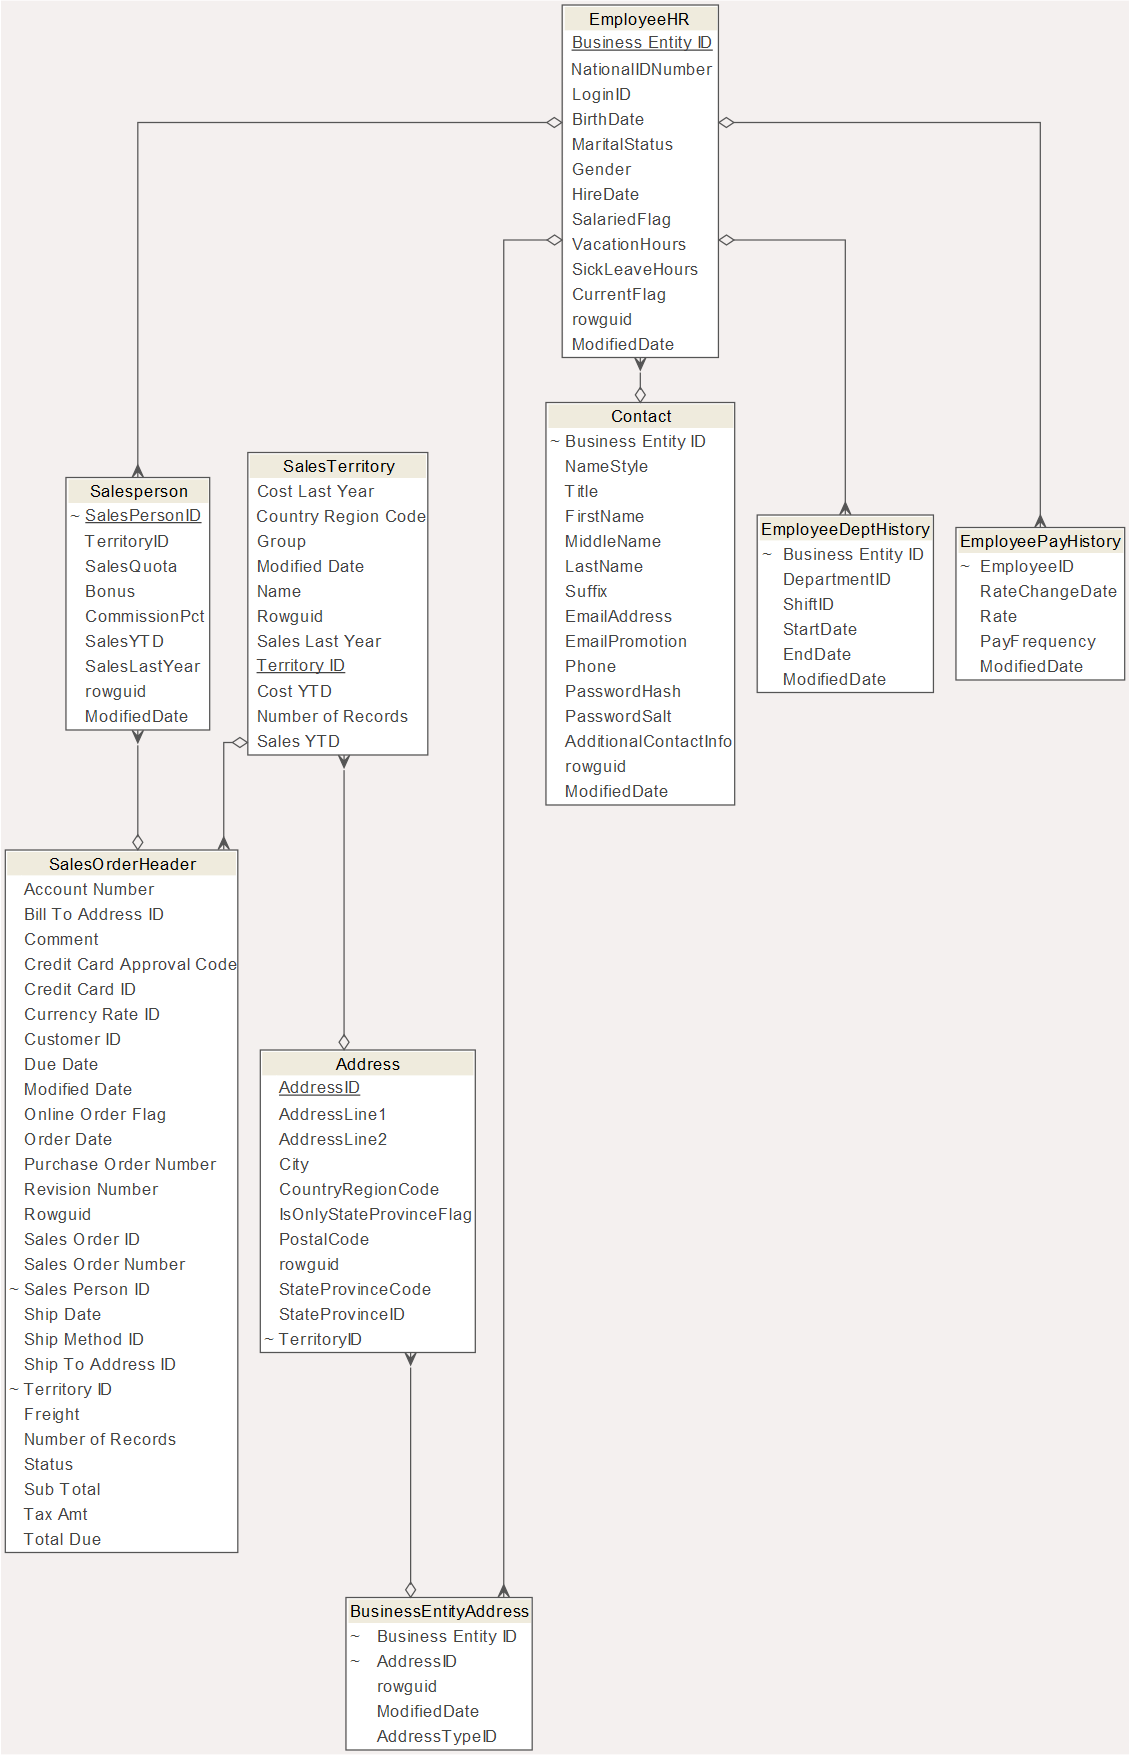 EmployeeHR
Business Entity ID
NationalIDNumber
LoginID
BirthDate
MaritalStatus
Gender
HireDate
SalariedFlag
VacationHours
SickLeaveHours
CurrentFlag
rowguid
ModifiedDate
Contact
~ Business Entity ID
NameStyle
Title
FirstName
MiddleName
LastName
Suffix
EmailAddress
EmailPromotion
Phone
PasswordHash
PasswordSalt
AdditionalContactInfo
rowguid
ModifiedDate
Salesperson
~ SalesPersonID
TerritoryID
SalesQuota
Bonus
CommissionPct
SalesYTD
SalesLastYear
rowguid
ModifiedDate
SalesTerritory
Cost Last Year
Country Region Code
Group
Modified Date
Name
Rowguid
Sales Last Year
Territory ID
Cost YTD
Number of Records
Sales YTD
EmployeeDeptHistory
~ Business Entity ID
DepartmentID
ShiftID
StartDate
EndDate
ModifiedDate
EmployeePayHistory
~ EmployeeID
RateChangeDate
Rate
PayFrequency
ModifiedDate
SalesOrderHeader
Account Number
Bill To Address ID
Comment
Credit Card Approval Code
Credit Card ID
Currency Rate ID
Customer ID
Due Date
Modified Date
Online Order Flag
Order Date
Purchase Order Number
Revision Number
Rowguid
Sales Order ID
Sales Order Number
~ Sales Person ID
Ship Date
Ship Method ID
Ship To Address ID
~ Territory ID
Freight
Number of Records
Status
Sub Total
Tax Amt
Total Due
Address
AddressID
AddressLine1
AddressLine2
City
CountryRegionCode
IsOnlyStateProvinceFlag
PostalCode
rowguid
StateProvinceCode
StateProvinceID
~ TerritoryID
BusinessEntityAddress
~ Business Entity ID
~ AddressID
rowguid
ModifiedDate
AddressTypeID